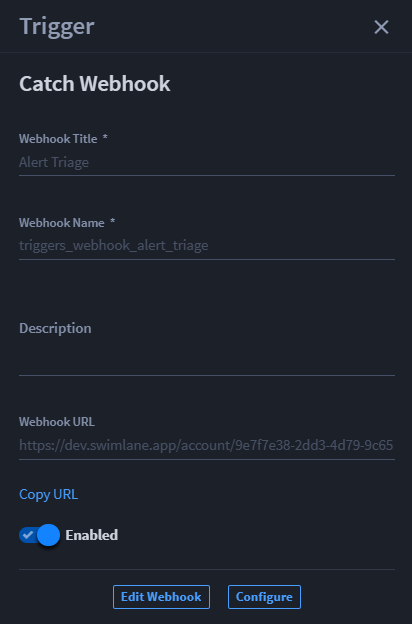 Trigger
Catch Webhook
Webhook Title *
Alert Triage
Webhook Name *
triggers_webhook_alert_triage
Description
Webhook URL
https://dev.swimlane.app/account/9e7f7e38-2dd3-4d79-9c65
Copy URL
Enabled
Edit Webhook
Configure